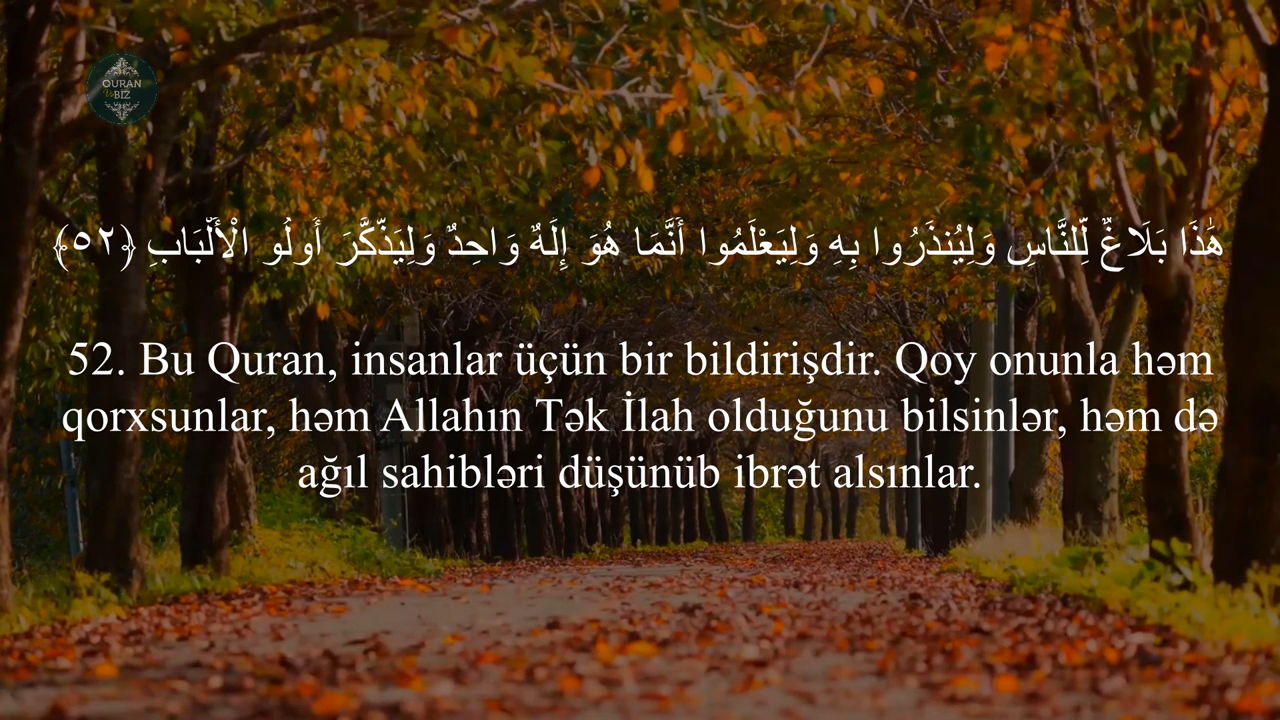 QURAN
Və
BIZ
هَٰذَا بَلَاغٌ لِّلنَّاسِ وَلِيُنذَرُوا بِهِ وَلِيَعْلَمُوا أَنَّمَا هُوَ إِلَهٌ وَاحِدٌ وَلِيَذَّكَّرَ أُولُو الْأَلْبَابِ ﴿٥٢﴾
52. Bu Quran, insanlar üçün bir bildirişdir. Qoy onunla həm
qorxsunlar, həm Allahın Tək İlah olduğunu bilsinlər, həm də
ağıl sahibləri düşünüb ibrət alsınlar.